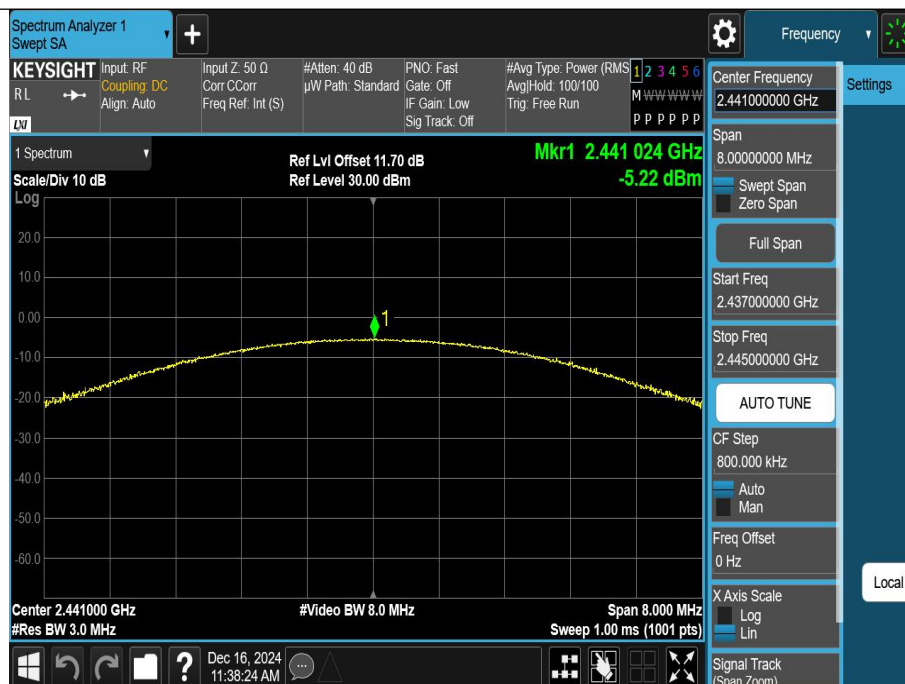 Spectrum Analyzer 1
Swept SA
Frequency
KEYSIGHT
RL
LXI
Input: RF
Coupling: DC
Align: Auto
Input Z: 50 Ω
Corr CCorr
Freq Ref: Int (S)
#Atten: 40 dB
µW Path: Standard
PNO: Fast
Gate: Off
IF Gain: Low
Sig Track: Off
#Avg Type: Power (RMS
Avg|Hold: 100/100
Trig: Free Run
1 2 3 4 5 6
M W W W W W
P P P P P P
1 Spectrum
Scale/Div 10 dB
Log
Ref Lvl Offset 11.70 dB
Ref Level 30.00 dBm
Mkr1 2.441 024 GHz
-5.22 dBm
20.0
10.0
0.00
1
-10.0
-20.0
-30.0
-40.0
-50.0
-60.0
Center 2.441000 GHz
#Res BW 3.0 MHz
#Video BW 8.0 MHz
Span 8.000 MHz
Sweep 1.00 ms (1001 pts)
?
Dec 16, 2024
11:38:24 AM
Center Frequency
2.441000000 GHz
Span
8.00000000 MHz
Swept Span
Zero Span
Full Span
Start Freq
2.437000000 GHz
Stop Freq
2.445000000 GHz
AUTO TUNE
CF Step
800.000 kHz
Auto
Man
Freq Offset
0 Hz
X Axis Scale
Log
Lin
Signal Track
(Span Zoom)
Settings
Local